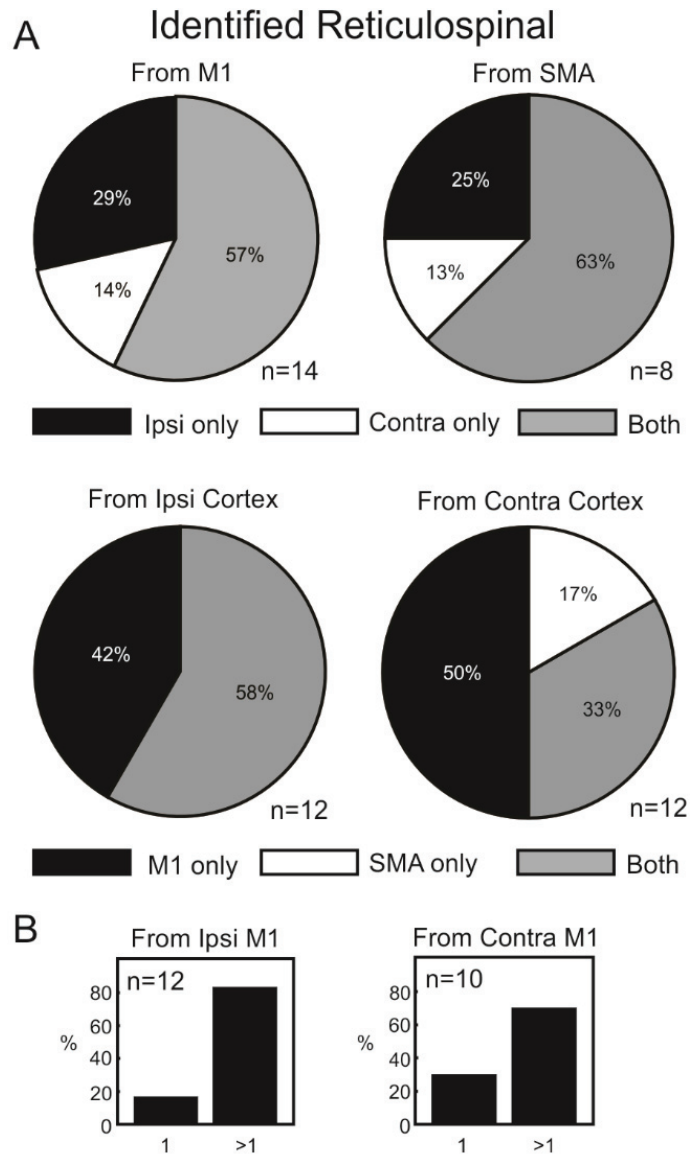 A
Identified Reticulospinal
From M1
From SMA
29%
57%
14%
n=14
25%
63%
13%
n=8
Ipsi only
Contra only
Both
From Ipsi Cortex
From Contra Cortex
42%
58%
n=12
17%
50%
33%
n=12
M1 only
SMA only
Both
B
From Ipsi M1
n=12
%
80
60
40
20
0
1
>1
From Contra M1
n=10
%
80
60
40
20
0
1
>1